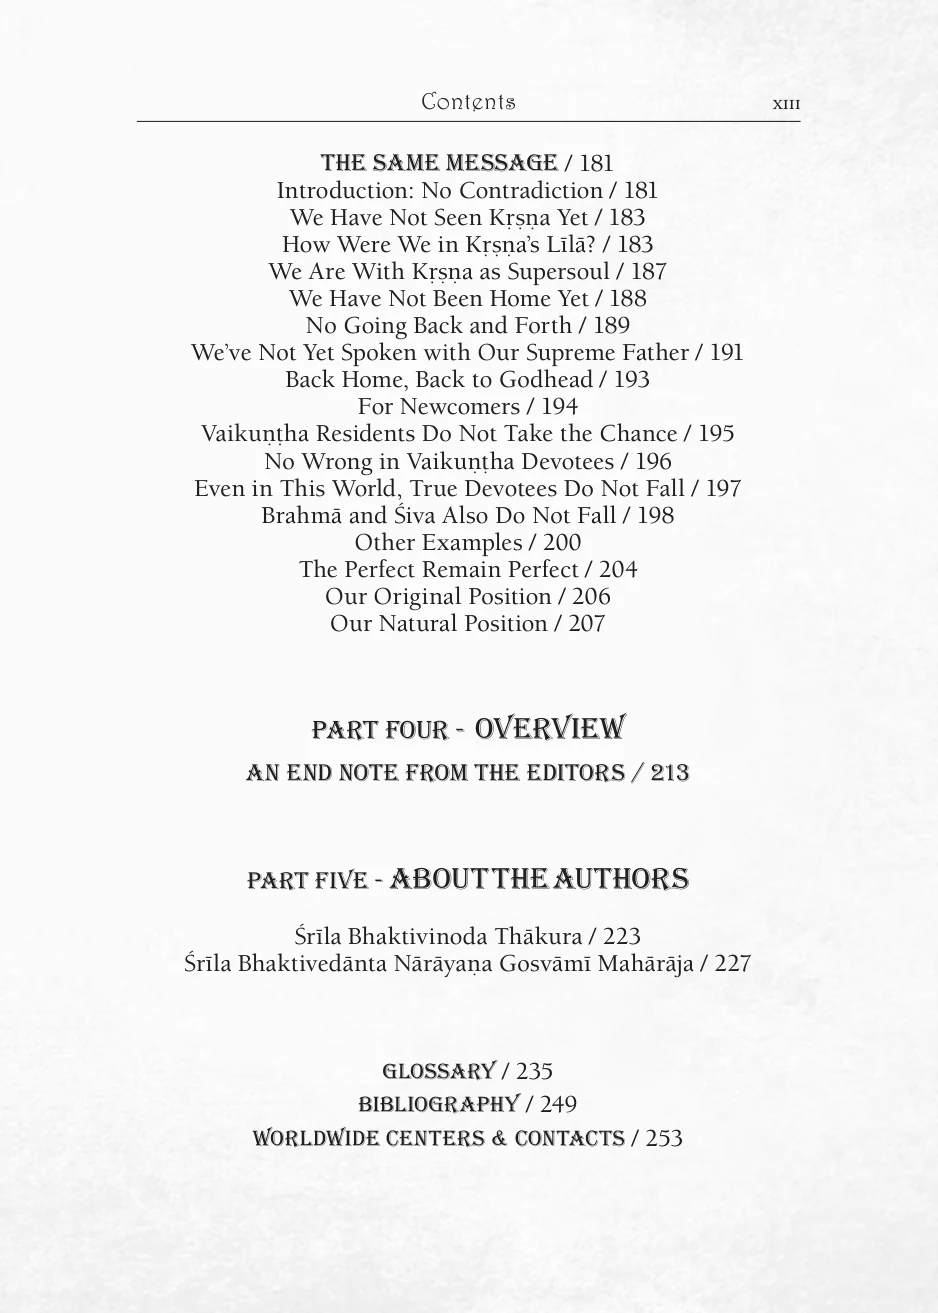 Contents XIII
THE SAME MESSAGE / 181
Introduction: No Contradiction / 181
We Have Not Seen Kṛṣṇa Yet / 183
How Were We in Kṛṣṇa’s Līlā? / 183
We Are With Kṛṣṇa as Supersoul / 187
We Have Not Been Home Yet / 188
No Going Back and Forth / 189
We’ve Not Yet Spoken with Our Supreme Father / 191
Back Home, Back to Godhead / 193
For Newcomers / 194
Vaikuṇṭha Residents Do Not Take the Chance / 195
No Wrong in Vaikuṇṭha Devotees / 196
Even in This World, True Devotees Do Not Fall / 197
Brahmā and Śiva Also Do Not Fall / 198
Other Examples / 200
The Perfect Remain Perfect / 204
Our Original Position / 206
Our Natural Position / 207
PART FOUR - OVERVIEW
AN END NOTE FROM THE EDITORS / 213
PART FIVE - ABOUT THE AUTHORS
Śrīla Bhaktivinoda Thākura / 223
Śrīla Bhaktivedānta Nārāyaṇa Gosvāmī Mahārāja / 227
GLOSSARY / 235
BIBLIOGRAPHY / 249
WORLDWIDE CENTERS & CONTACTS / 253